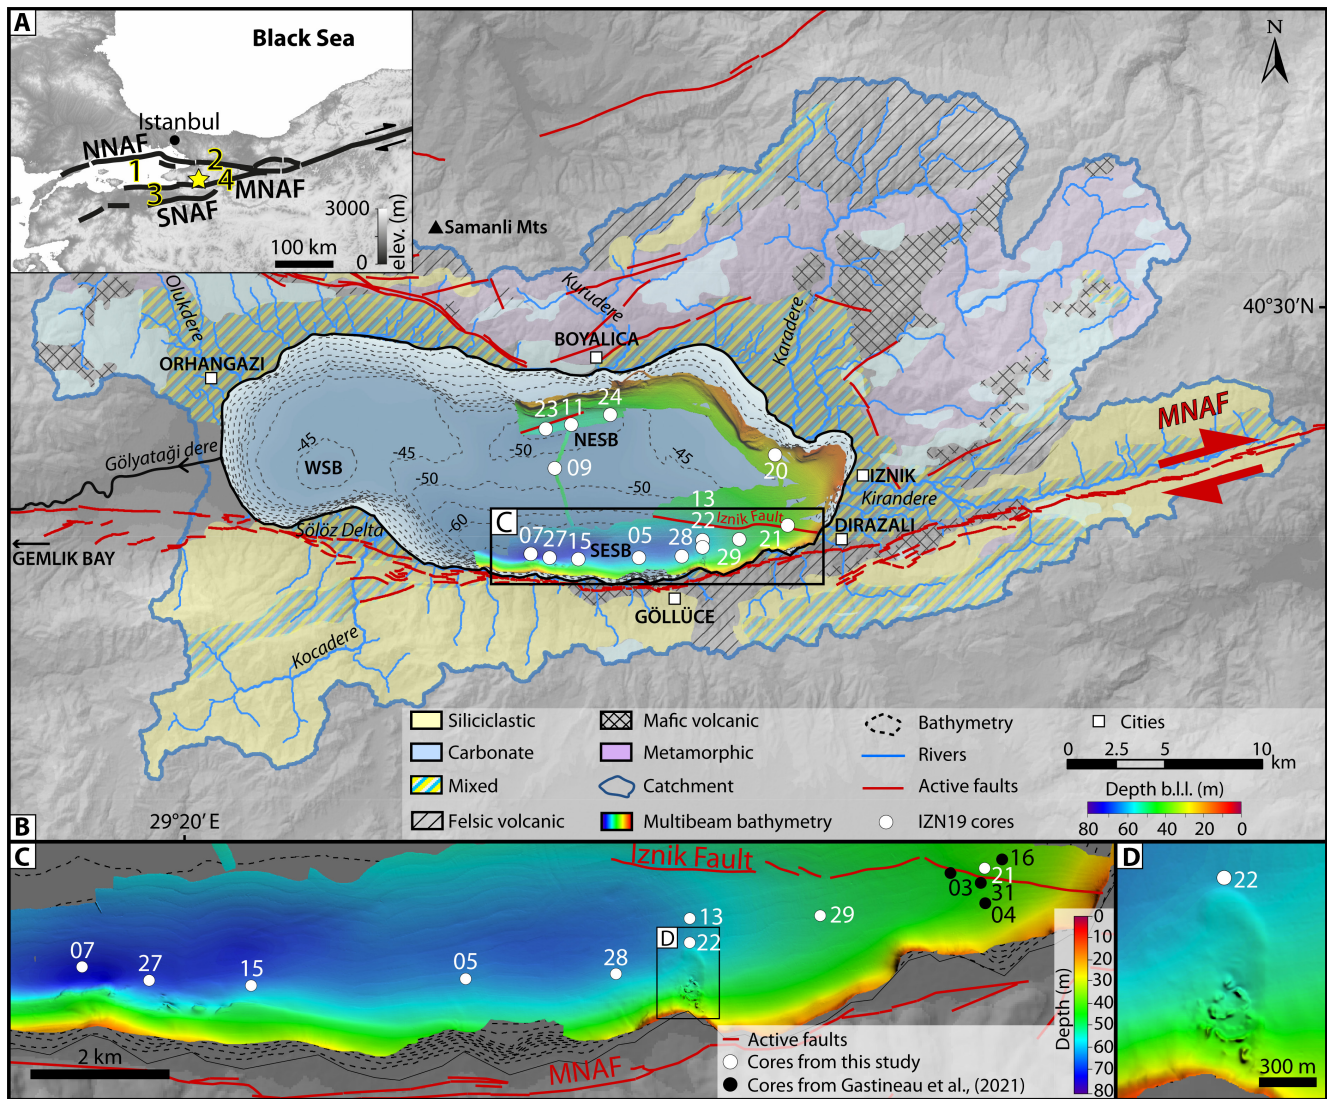 A
Black Sea
Istanbul
NNAF
1
2
3
4
MNAF
SNAF
3000
0
elev. (m)
100 km
N
Samanli Mts
40°30'N
Olukdere
Kurudere
Karadere
BOYALICA
ORHANGAZI
MNAF
23
11
24
NESB
-45
-45
-50
-45
WSB
09
20
Gölyataği dere
-50
-50
IZNIK
Kirandere
13
-60
Sölöz Delta
C
22
Iznik Fault
DIRAZALI
07
27
15
SESB
05
28
29
21
GEMLIK BAY
GÖLLÜCE
Kocadere
Siliciclastic
Mafic volcanic
Bathymetry
Cities
Carbonate
Metamorphic
Rivers
0
5
10
km
Mixed
Catchment
Active faults
Depth b.l.l. (m)
Felsic volcanic
Multibeam bathymetry
IZN19 cores
80
60
40
20
0
29°20'E
B
C
Iznik Fault
16
21
03
31
04
13
29
D
22
07
27
15
05
28
2 km
MNAF
Depth (m)
0
10
20
30
40
50
60
70
80
Active faults
Cores from this study
Cores from Gastineau et al., (2021)
D
22
300 m